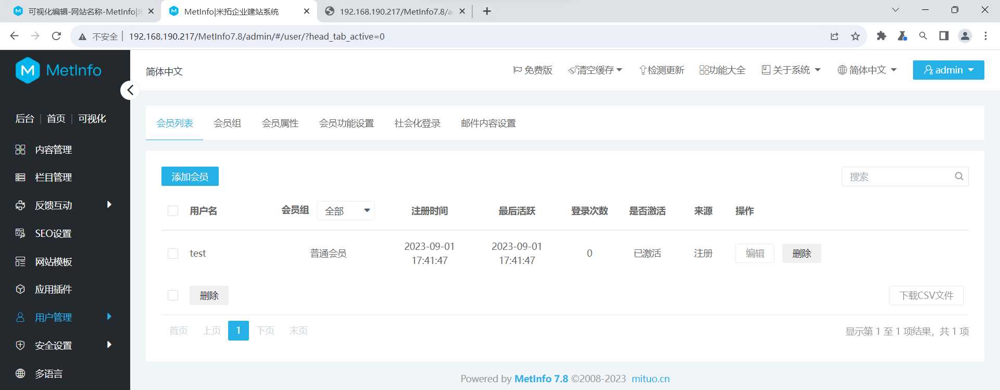 可视化编辑-网站名称-MetInfo|米
MetInfo|米拓企业建站系统
192.168.190.217/MetInfo7.8/a
不安全
192.168.190.217/MetInfo7.8/admin/#/user/?head_tab_active=0
MetInfo
简体中文
免费版
清空缓存
检测更新
功能大全
关于系统
简体中文
admin
后台 | 首页 | 可视化
内容管理
栏目管理
反馈互动
SEO设置
网站模板
应用插件
用户管理
安全设置
多语言
会员列表
会员组
会员属性
会员功能设置
社会化登录
邮件内容设置
添加会员
搜索
用户名 会员组 全部 注册时间 最后活跃 登录次数 是否激活 来源 操作
test 普通会员 2023-09-01 17:41:47 2023-09-01 17:41:47 0 已激活 注册 编辑 删除
删除
下载CSV文件
首页 上页 1 下页 末页
显示第 1 至 1 项结果，共 1 项
Powered by MetInfo 7.8 ©2008-2023 mituo.cn